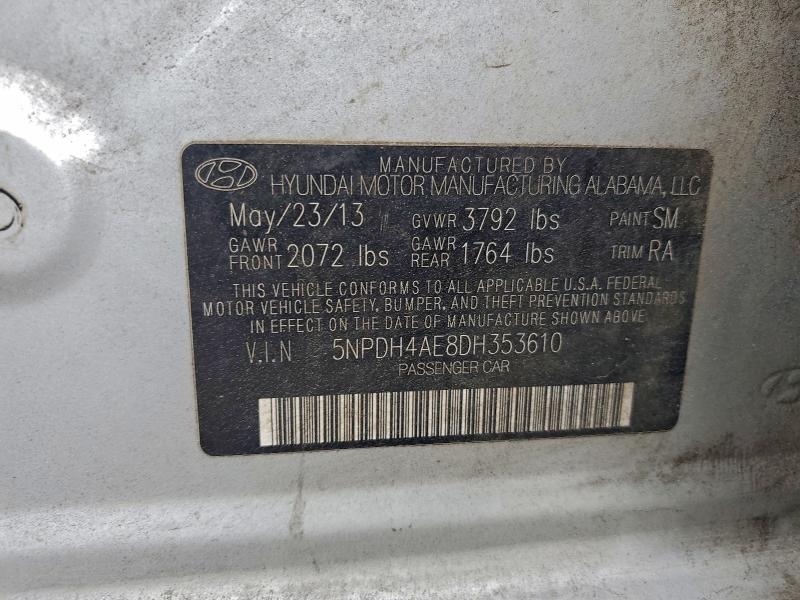 MANUFACTURED BY
HYUNDAI MOTOR MANUFACTURING ALABAMA, LLC
May/23/13 GVWR 3792 lbs PAINT SM
GAWR FRONT 2072 lbs GAWR REAR 1764 lbs TRIM RA
THIS VEHICLE CONFORMS TO ALL APPLICABLE U.S.A. FEDERAL
MOTOR VEHICLE SAFETY, BUMPER, AND THEFT PREVENTION STANDARDS
IN EFFECT ON THE DATE OF MANUFACTURE SHOWN ABOVE.
V.I.N 5NPDH4AE8DH353610
PASSENGER CAR